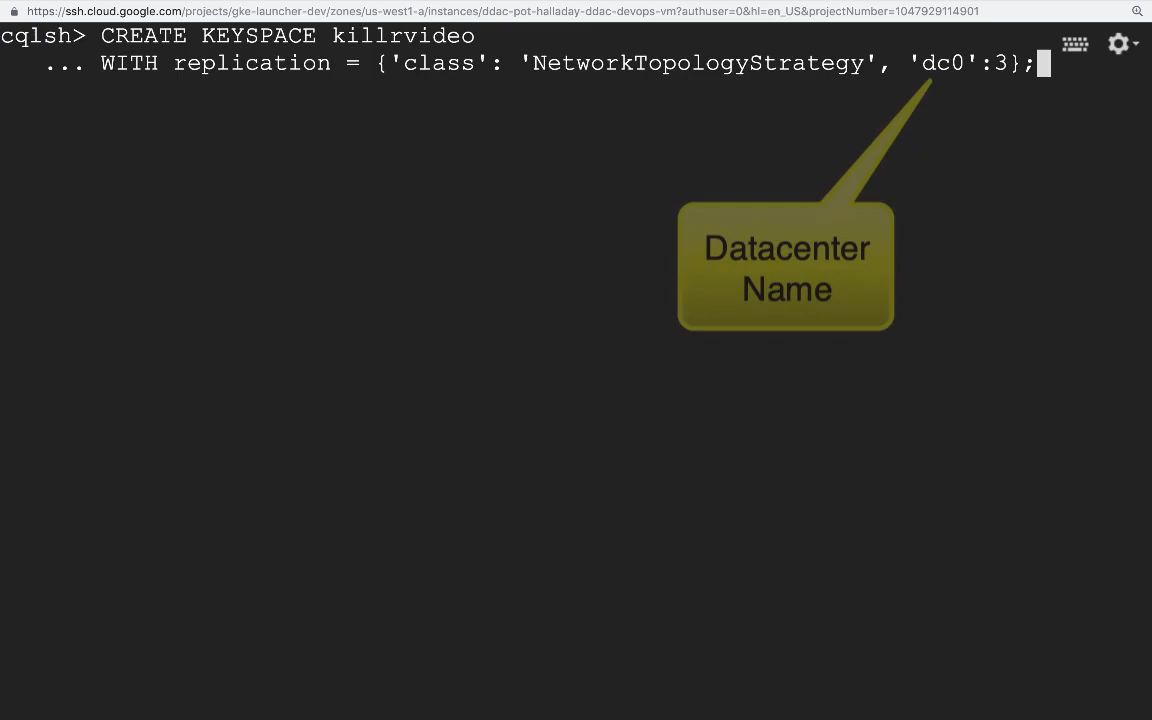 https://ssh.cloud.google.com/projects/gke-launcher-dev/zones/us-west1-a/instances/ddac-pot-halladay-ddac-devops-vm?authuser=0&hl=en_US&projectNumber=1047929114901
cqlsh> CREATE KEYSPACE killrvideo
... WITH replication = {'class': 'NetworkTopologyStrategy', 'dc0':3};
Datacenter
Name